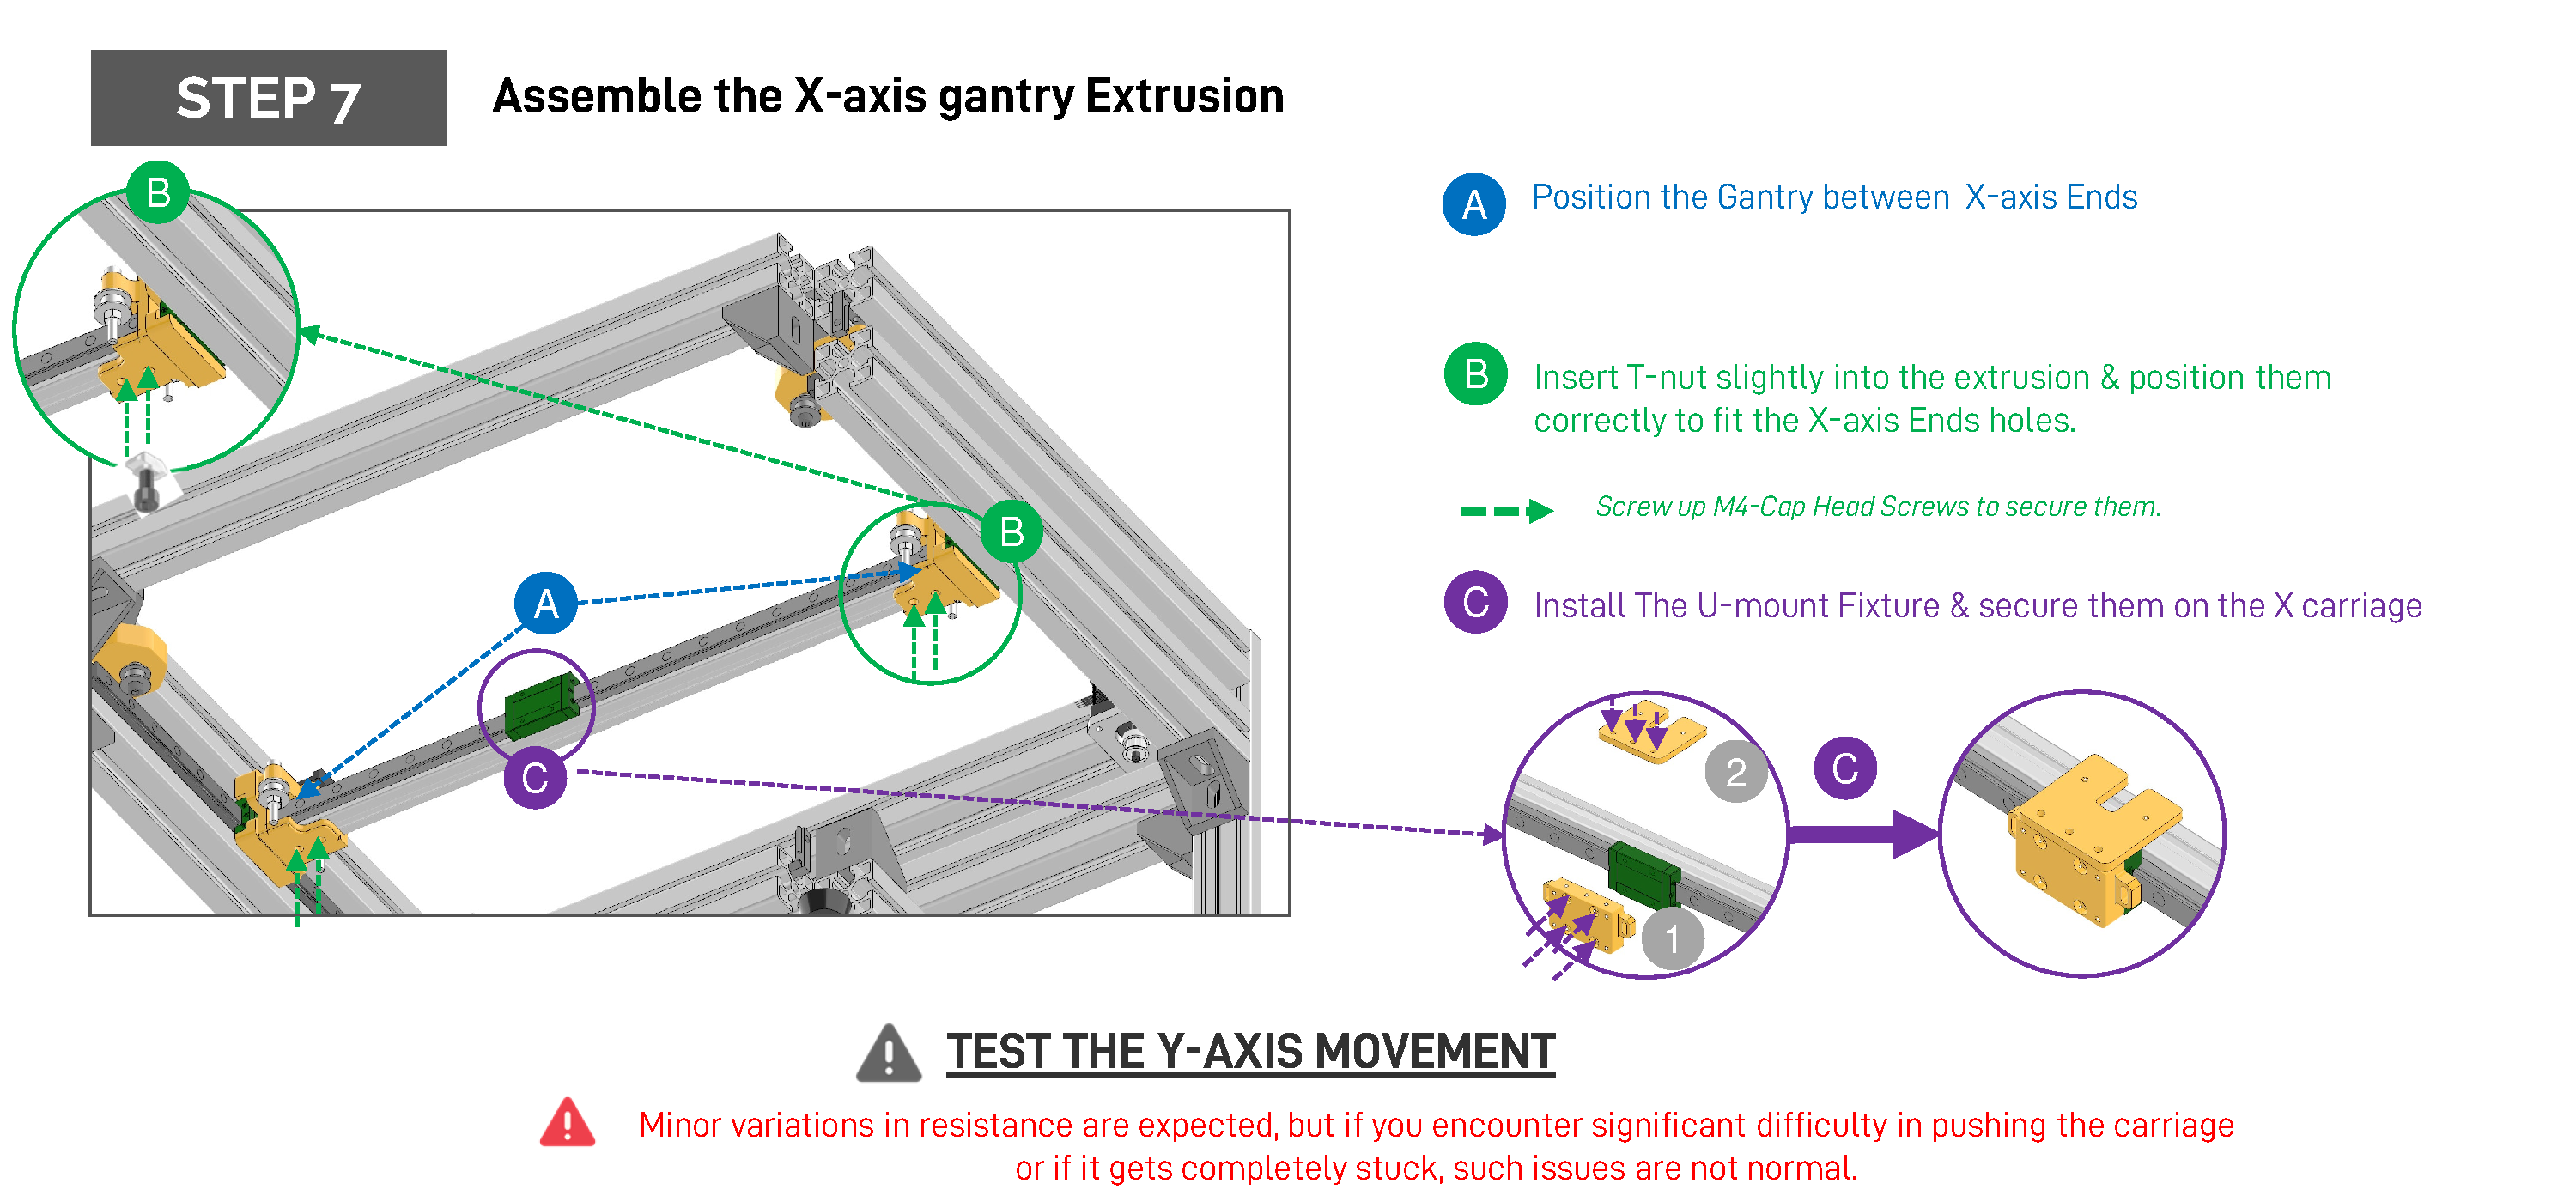 STEP 7
Assemble the X-axis gantry Extrusion
B
A Position the Gantry between X-axis Ends
B Insert T-nut slightly into the extrusion & position them
correctly to fit the X-axis Ends holes.
Screw up M4-Cap Head Screws to secure them.
B
A
C Install The U-mount Fixture & secure them on the X carriage
C
2
C
1
TEST THE Y-AXIS MOVEMENT
Minor variations in resistance are expected, but if you encounter significant difficulty in pushing the carriage
or if it gets completely stuck, such issues are not normal.